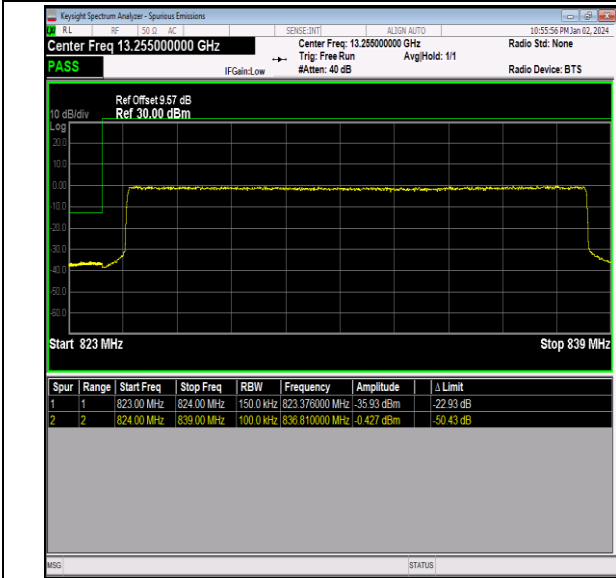 Keysight Spectrum Analyzer - Spurious Emissions
RL RF 50 Ω AC SENSE:INT ALIGN AUTO 10:55:56 PM Jan 02, 2024
Center Freq 13.255000000 GHz Center Freq: 13.255000000 GHz Radio Std: None
Trig: Free Run Avg|Hold: 1/1
PASS IFGain:Low #Atten: 40 dB Radio Device: BTS
Ref Offset 9.57 dB
10 dB/div Ref 30.00 dBm
Log
20.0
10.0
0.00
-10.0
-20.0
-30.0
-40.0
-50.0
-60.0
Start 823 MHz Stop 839 MHz
Spur Range Start Freq Stop Freq RBW Frequency Amplitude Δ Limit
1 1 823.00 MHz 824.00 MHz 150.0 kHz 823.376000 MHz -35.93 dBm -22.93 dB
2 2 824.00 MHz 839.00 MHz 100.0 kHz 836.810000 MHz -0.427 dBm -50.43 dB
MSG STATUS